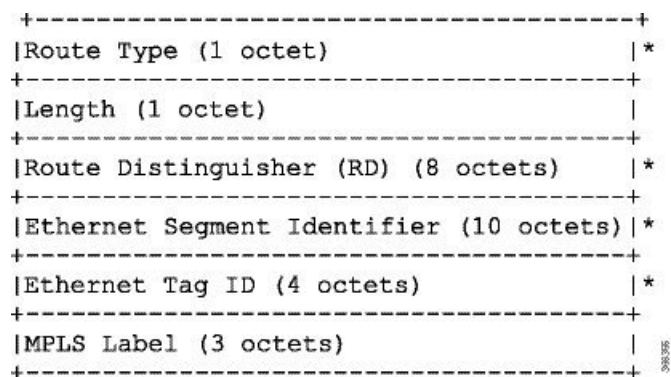 +-------------------------------------+
|Route Type (1 octet) |*
+-------------------------------------+
|Length (1 octet) |
+-------------------------------------+
|Route Distinguisher (RD) (8 octets) |*
+-------------------------------------+
|Ethernet Segment Identifier (10 octets)|*
+-------------------------------------+
|Ethernet Tag ID (4 octets) |*
+-------------------------------------+
|MPLS Label (3 octets) |
+-------------------------------------+